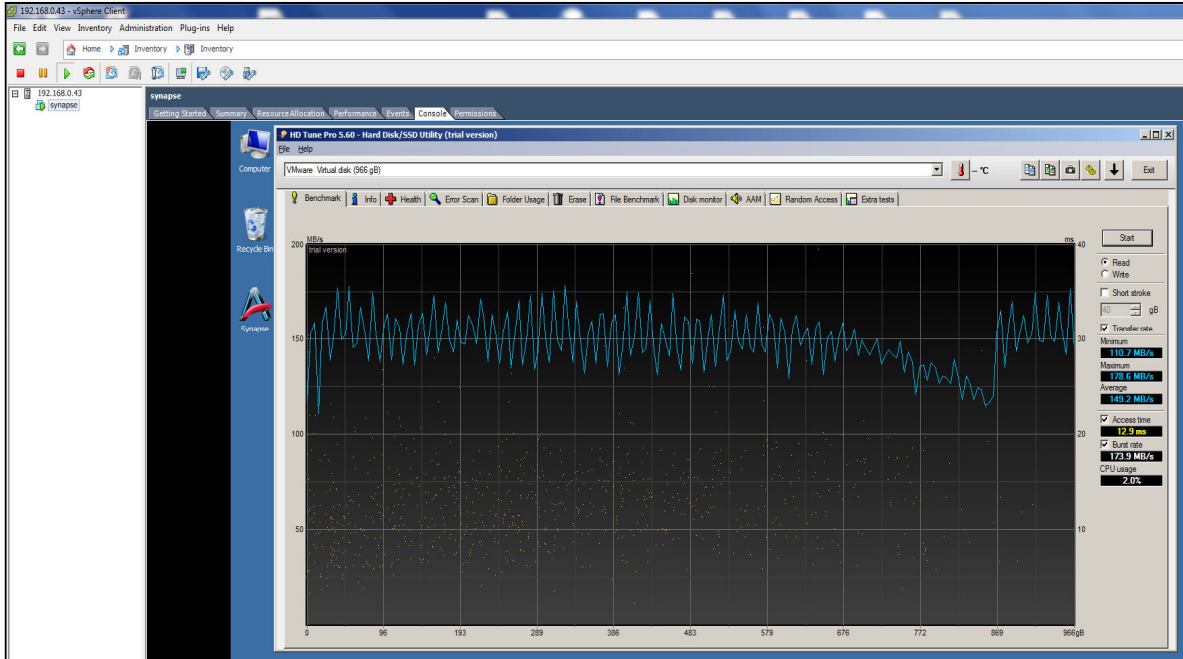 192.168.0.43 - vSphere Client
File Edit View Inventory Administration Plug-ins Help
Home Inventory Inventory
192.168.0.43
synapse
synapse
Getting Started Summary Resource Allocation Performance Events Console Permissions
Computer
Recycle Bin
Synapse
HD Tune Pro 5.60 - Hard Disk/SSD Utility (trial version)
File Help
VMware Virtual disk (966 gB)
– °C
Exit
Benchmark Info Health Error Scan Folder Usage Erase File Benchmark Disk monitor AAM Random Access Extra tests
MB/s
ms
trial version
200
150
100
50
40
30
20
10
0 96 193 289 386 483 579 676 772 869 966gB
Start
Read
Write
Short stroke
40 gB
Transfer rate
Minimum
110.7 MB/s
Maximum
178.6 MB/s
Average
149.2 MB/s
Access time
12.9 ms
Burst rate
173.9 MB/s
CPU usage
2.0%